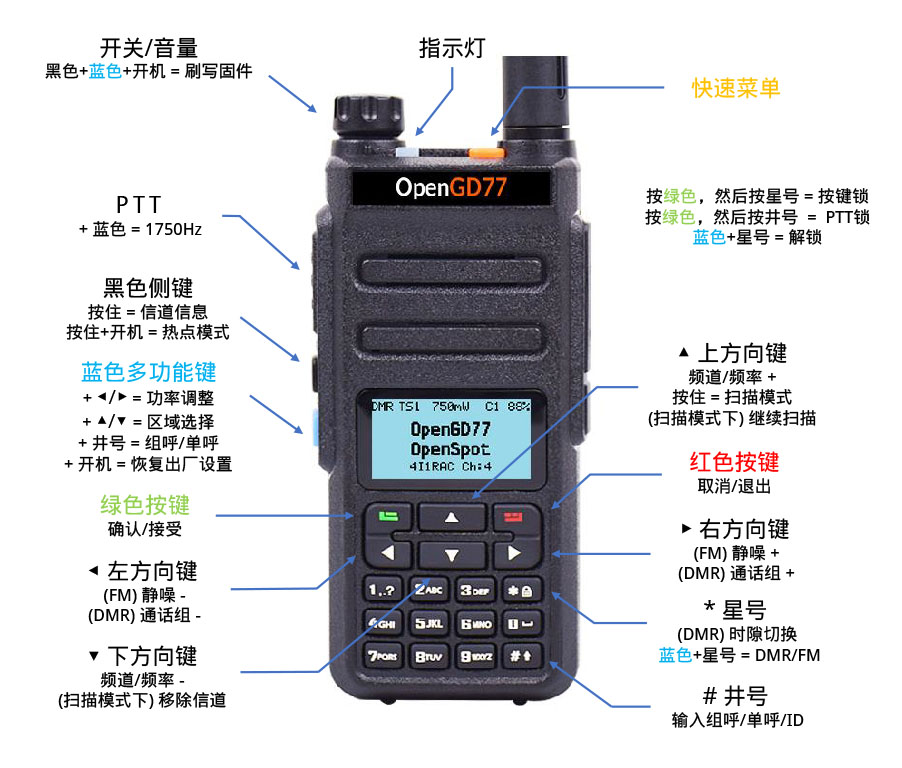 开关/音量
黑色+蓝色+开机 = 刷写固件
指示灯
快速菜单
OpenGD77
PTT
+ 蓝色 = 1750Hz
按绿色，然后按星号 = 按键锁
按绿色，然后按井号 = PTT锁
蓝色+星号 = 解锁
黑色侧键
按住 = 信道信息
按住+开机 = 热点模式
蓝色多功能键
+ ◂/▸ = 功率调整
+ ▴/▾ = 区域选择
+ 井号 = 组呼/单呼
+ 开机 = 恢复出厂设置
DMR TS1 750mW C1 88%
OpenGD77
OpenSpot
4I1RAC Ch:4
▴ 上方向键
频道/频率 +
按住 = 扫描模式
(扫描模式下) 继续扫描
红色按键
取消/退出
绿色按键
确认/接受
▸ 右方向键
(FM) 静噪 +
(DMR) 通话组 +
◂ 左方向键
(FM) 静噪 -
(DMR) 通话组 -
* 星号
(DMR) 时隙切换
蓝色+星号 = DMR/FM
▾ 下方向键
频道/频率 -
(扫描模式下) 移除信道
# 井号
输入组呼/单呼/ID
1,.? 2ABC 3DEF *
4GHI 5JKL 6MNO 0
7PQRS 8TUV 9WXYZ #